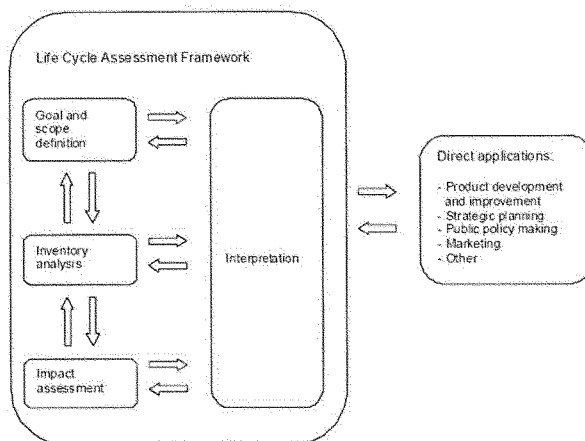 Life Cycle Assessment Framework
Goal and
scope
definition
Inventory
analysis
Impact
assessment
Interpretation
Direct applications:
- Product development
and improvement
- Strategic planning
- Public policy making
- Marketing
- Other